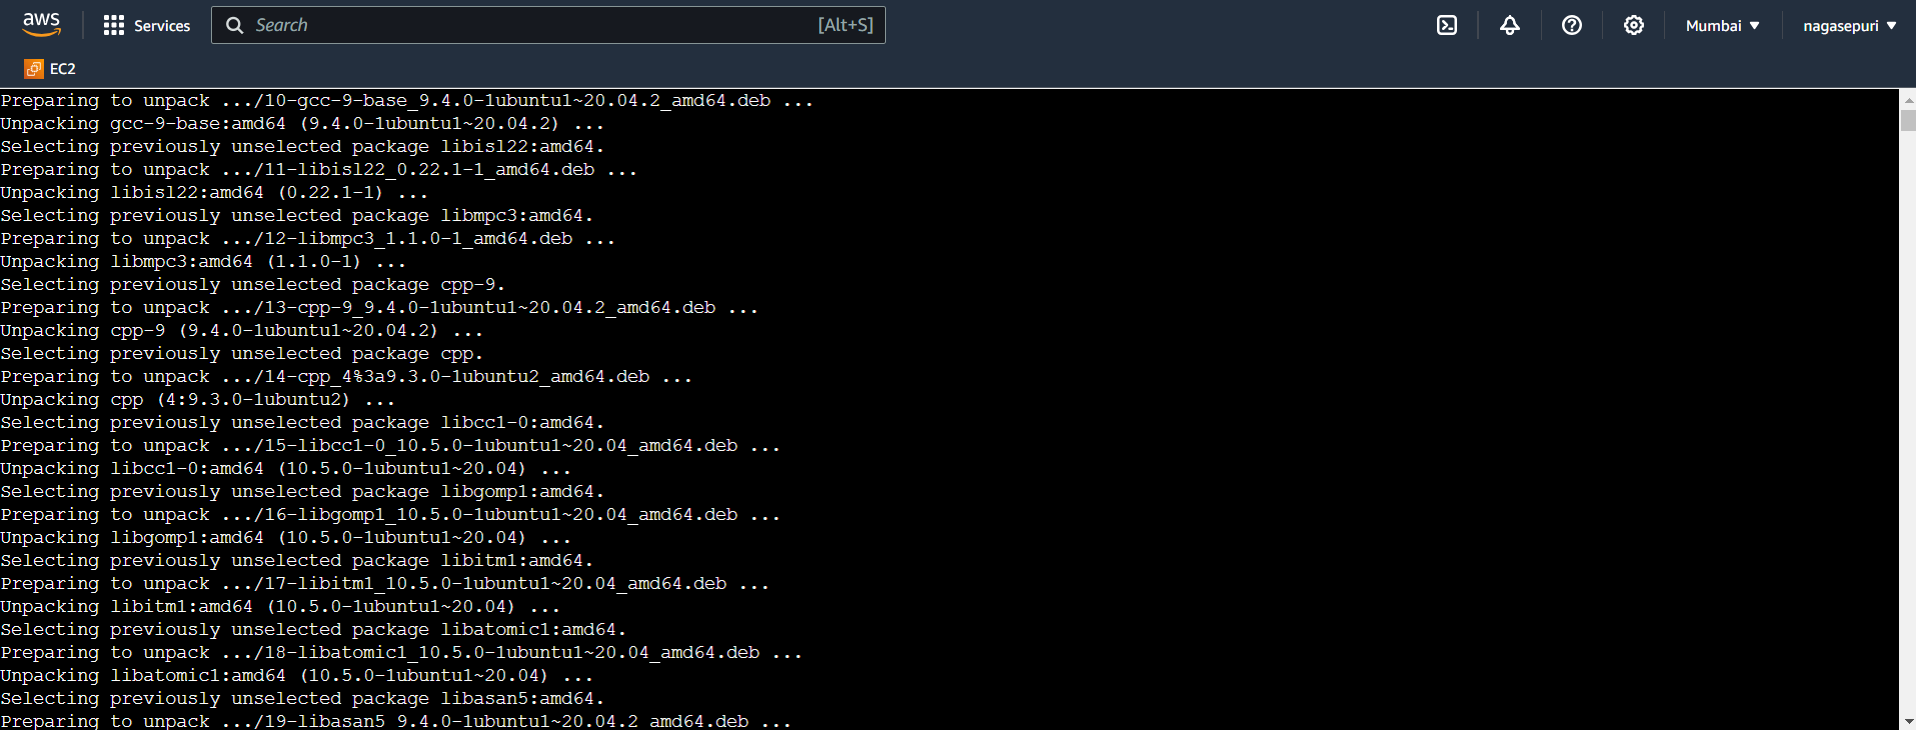 aws
Services
Search [Alt+S]
Mumbai
nagasepuri
EC2
Preparing to unpack .../10-gcc-9-base_9.4.0-1ubuntu1~20.04.2_amd64.deb ...
Unpacking gcc-9-base:amd64 (9.4.0-1ubuntu1~20.04.2) ...
Selecting previously unselected package libisl22:amd64.
Preparing to unpack .../11-libisl22_0.22.1-1_amd64.deb ...
Unpacking libisl22:amd64 (0.22.1-1) ...
Selecting previously unselected package libmpc3:amd64.
Preparing to unpack .../12-libmpc3_1.1.0-1_amd64.deb ...
Unpacking libmpc3:amd64 (1.1.0-1) ...
Selecting previously unselected package cpp-9.
Preparing to unpack .../13-cpp-9_9.4.0-1ubuntu1~20.04.2_amd64.deb ...
Unpacking cpp-9 (9.4.0-1ubuntu1~20.04.2) ...
Selecting previously unselected package cpp.
Preparing to unpack .../14-cpp_4%3a9.3.0-1ubuntu2_amd64.deb ...
Unpacking cpp (4:9.3.0-1ubuntu2) ...
Selecting previously unselected package libcc1-0:amd64.
Preparing to unpack .../15-libcc1-0_10.5.0-1ubuntu1~20.04_amd64.deb ...
Unpacking libcc1-0:amd64 (10.5.0-1ubuntu1~20.04) ...
Selecting previously unselected package libgomp1:amd64.
Preparing to unpack .../16-libgomp1_10.5.0-1ubuntu1~20.04_amd64.deb ...
Unpacking libgomp1:amd64 (10.5.0-1ubuntu1~20.04) ...
Selecting previously unselected package libitm1:amd64.
Preparing to unpack .../17-libitm1_10.5.0-1ubuntu1~20.04_amd64.deb ...
Unpacking libitm1:amd64 (10.5.0-1ubuntu1~20.04) ...
Selecting previously unselected package libatomic1:amd64.
Preparing to unpack .../18-libatomic1_10.5.0-1ubuntu1~20.04_amd64.deb ...
Unpacking libatomic1:amd64 (10.5.0-1ubuntu1~20.04) ...
Selecting previously unselected package libasan5:amd64.
Preparing to unpack .../19-libasan5_9.4.0-1ubuntu1~20.04.2_amd64.deb ...